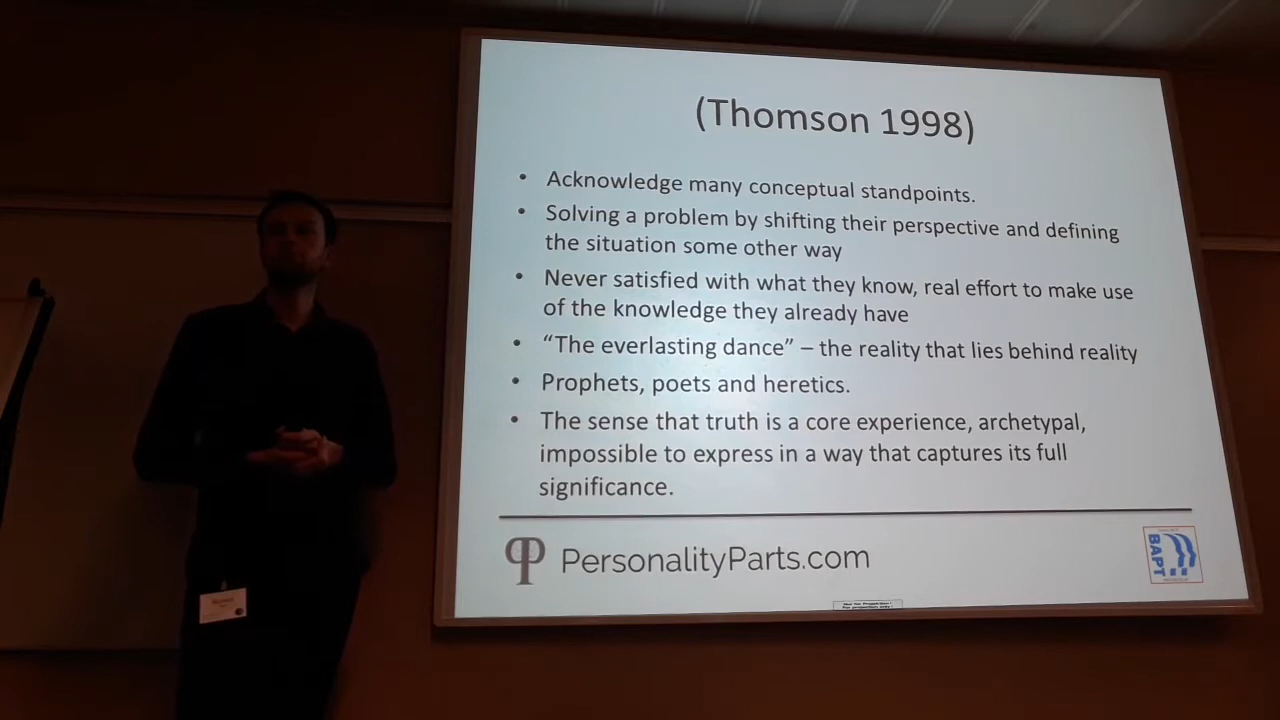 (Thomson 1998)
• Acknowledge many conceptual standpoints.
• Solving a problem by shifting their perspective and defining
the situation some other way
• Never satisfied with what they know, real effort to make use
of the knowledge they already have
• “The everlasting dance” – the reality that lies behind reality
• Prophets, poets and heretics.
• The sense that truth is a core experience, archetypal,
impossible to express in a way that captures its full
significance.
PersonalityParts.com
BAPT